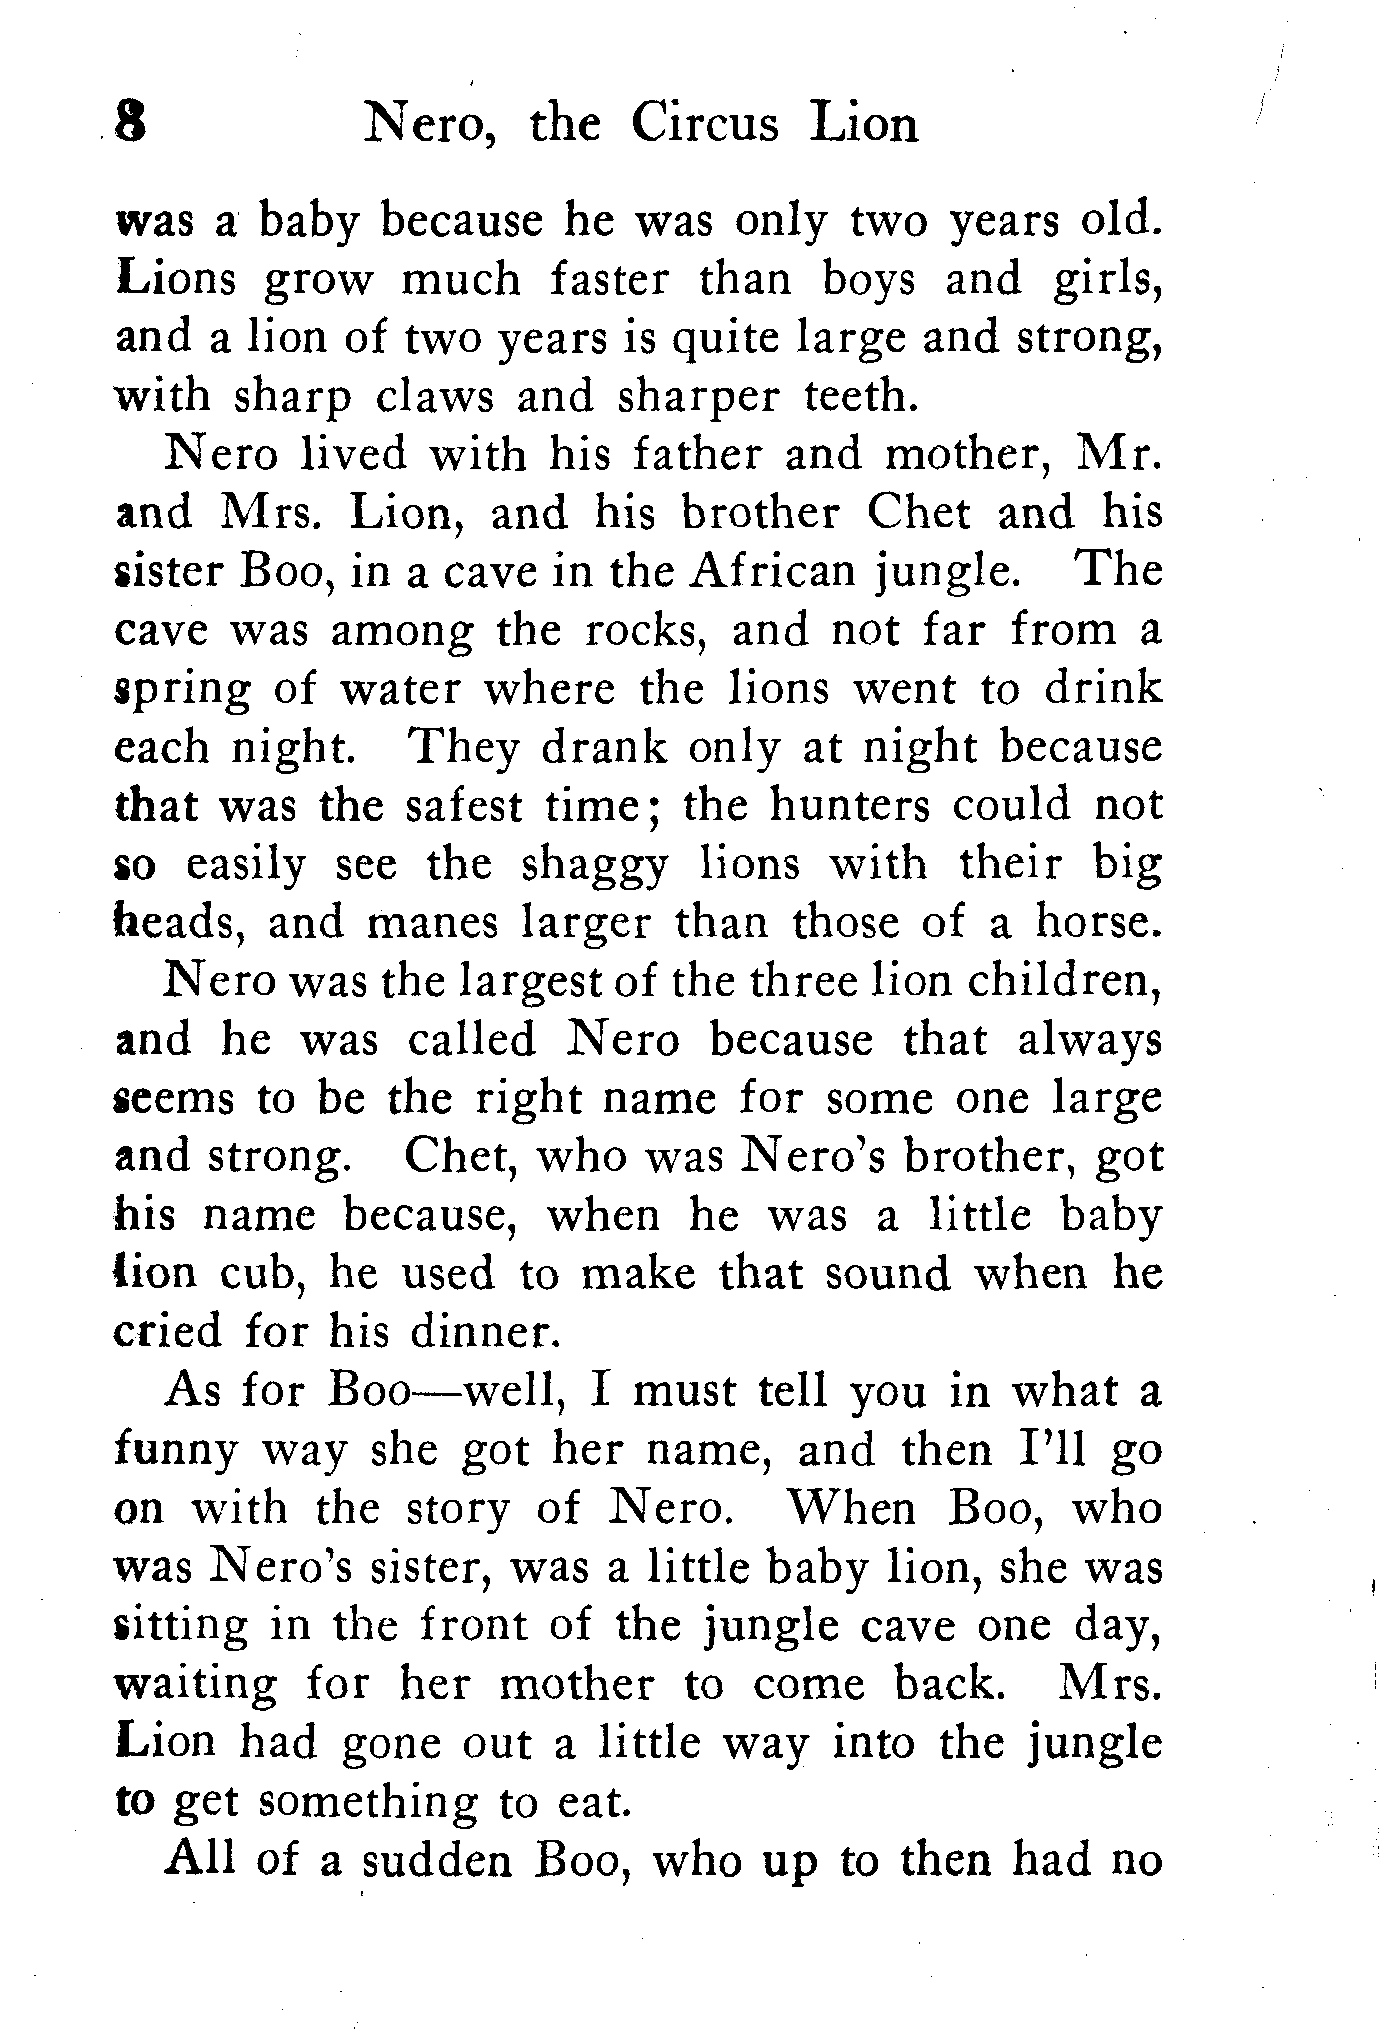 8 Nero, the Circus Lion
was a baby because he was only two years old.
Lions grow much faster than boys and girls,
and a lion of two years is quite large and strong,
with sharp claws and sharper teeth.
Nero lived with his father and mother, Mr.
and Mrs. Lion, and his brother Chet and his
sister Boo, in a cave in the African jungle. The
cave was among the rocks, and not far from a
spring of water where the lions went to drink
each night. They drank only at night because
that was the safest time; the hunters could not
so easily see the shaggy lions with their big
heads, and manes larger than those of a horse.
Nero was the largest of the three lion children,
and he was called Nero because that always
seems to be the right name for some one large
and strong. Chet, who was Nero's brother, got
his name because, when he was a little baby
lion cub, he used to make that sound when he
cried for his dinner.
As for Boo—well, I must tell you in what a
funny way she got her name, and then I'll go
on with the story of Nero. When Boo, who
was Nero's sister, was a little baby lion, she was
sitting in the front of the jungle cave one day,
waiting for her mother to come back. Mrs.
Lion had gone out a little way into the jungle
to get something to eat.
All of a sudden Boo, who up to then had no